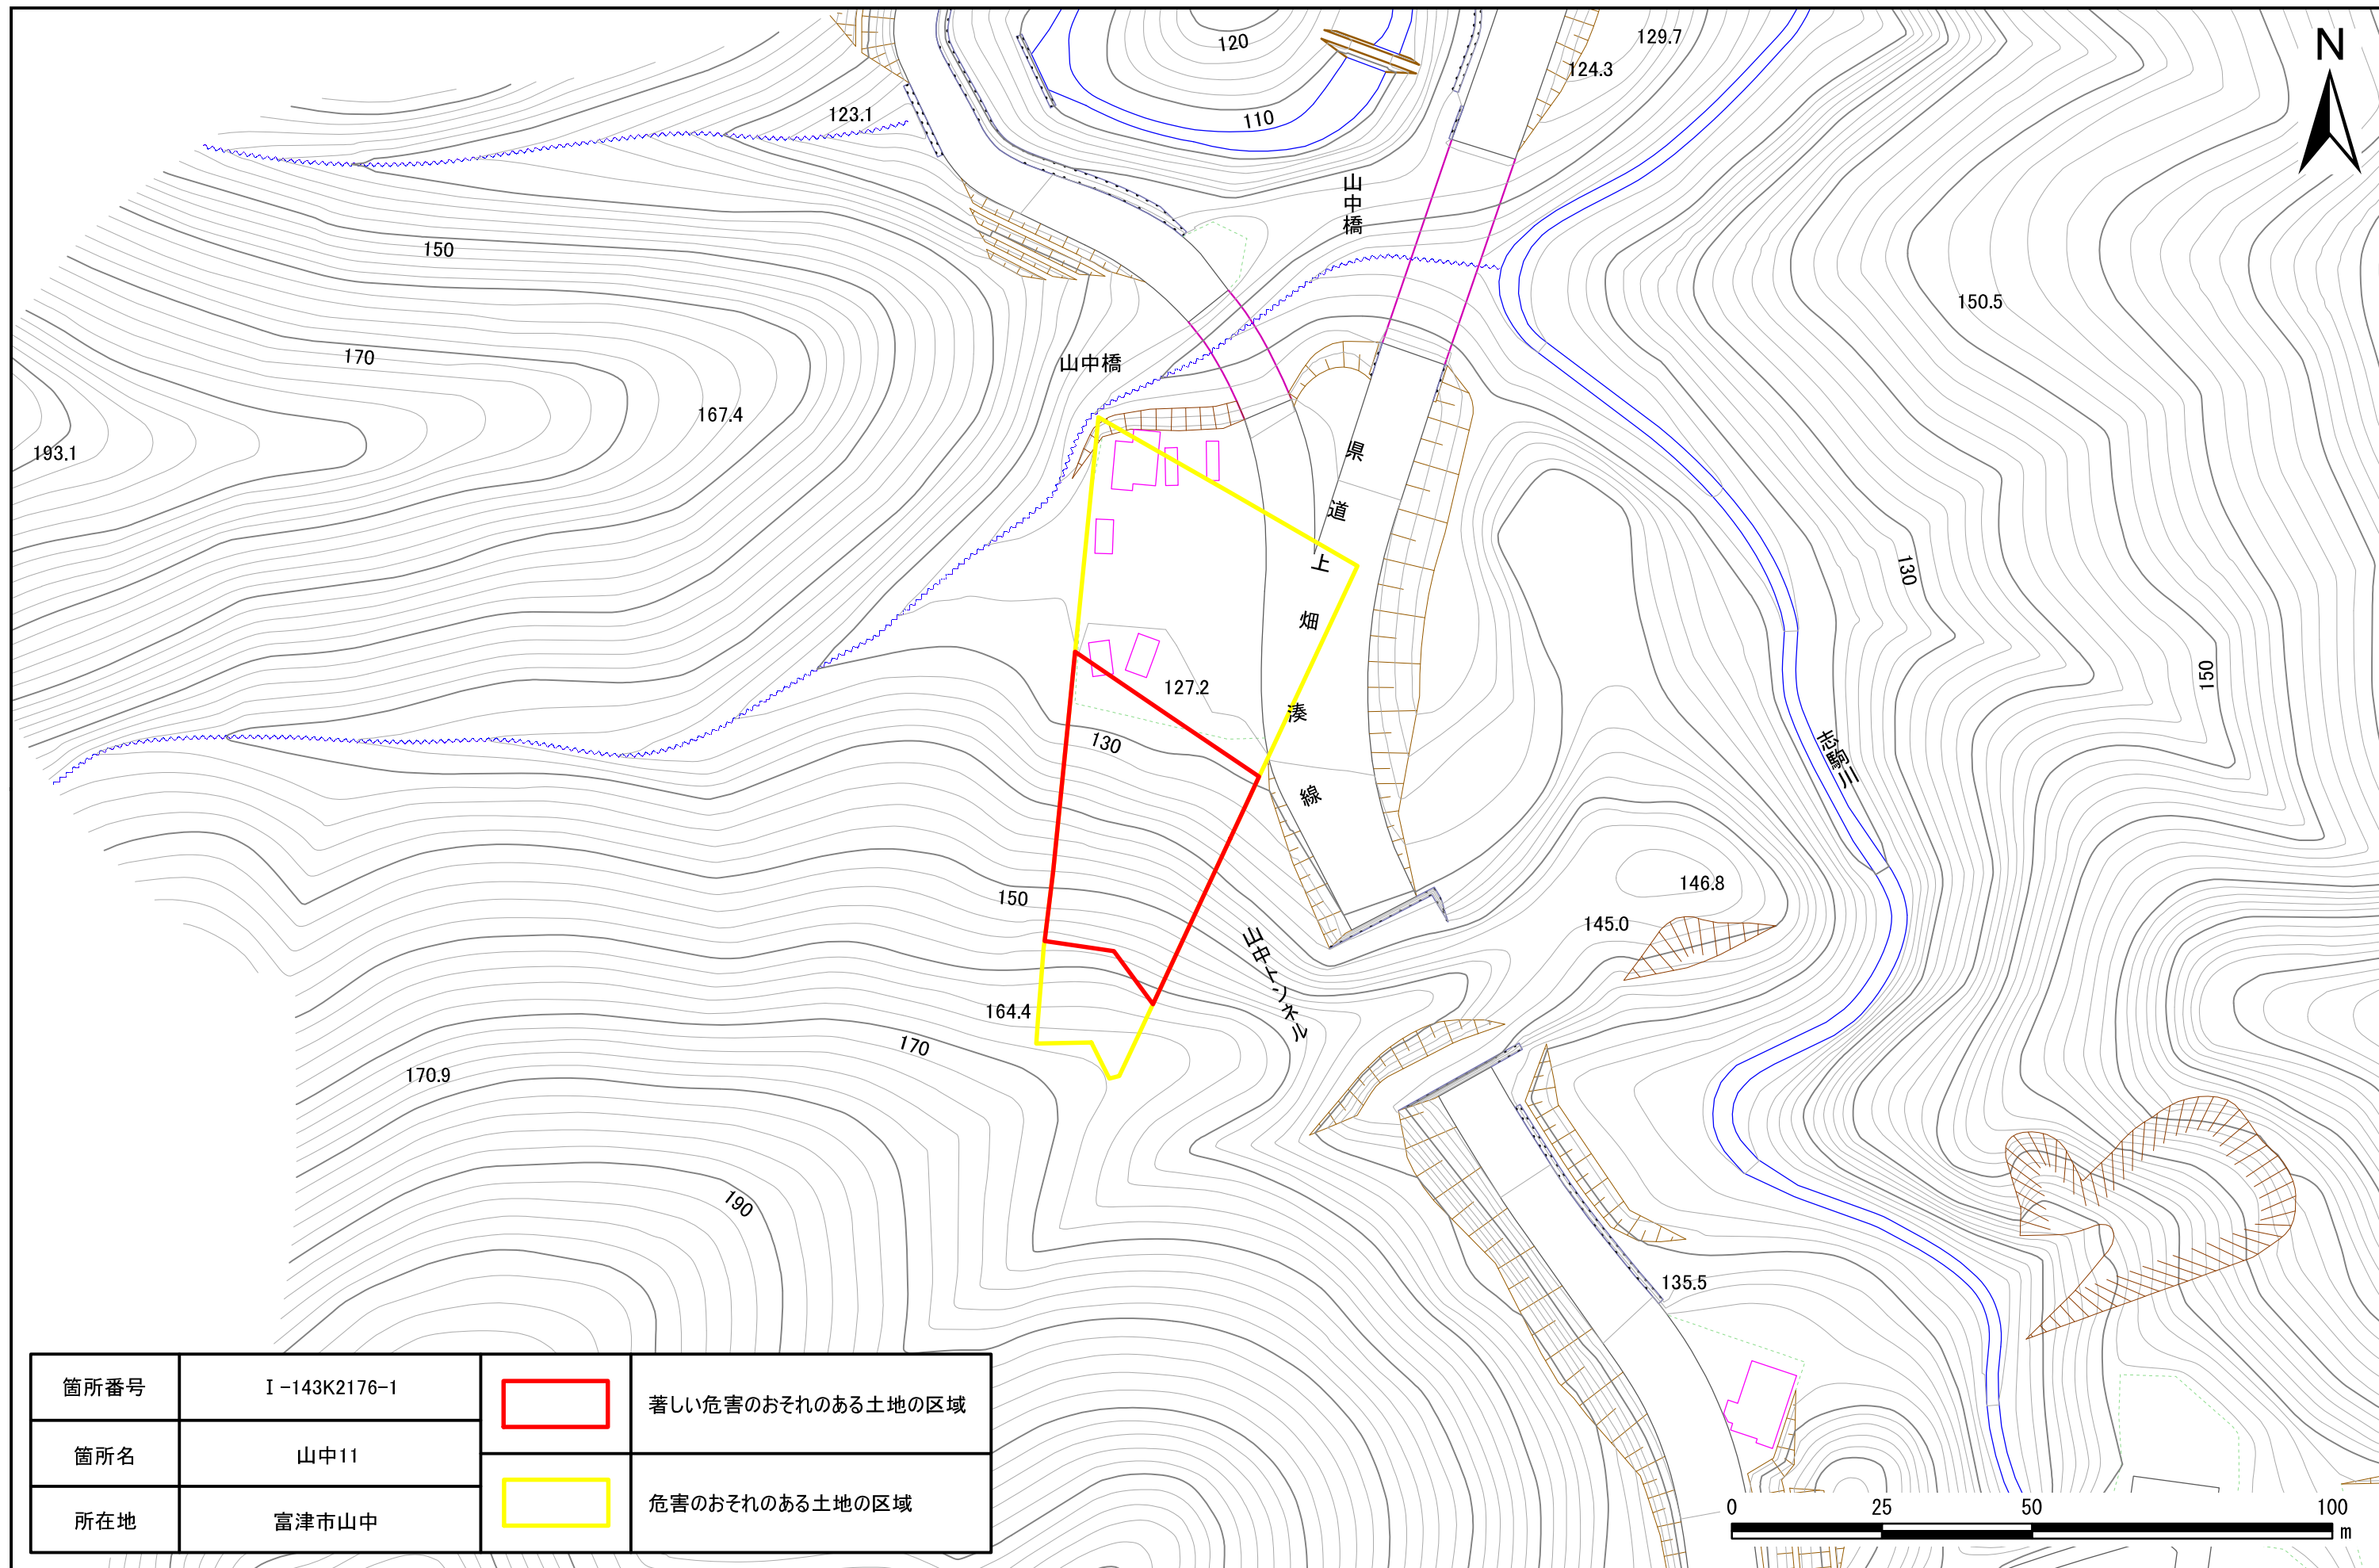 N
120
129.7
124.3
123.1
110
山中橋
150
150.5
170
山中橋
167.4
193.1
県道上畑湊線
130
127.2
150
130
志駒川
146.8
150
145.0
山中トンネル
164.4
170
170.9
190
135.5
箇所番号 Ⅰ-143K2176-1
著しい危害のおそれのある土地の区域
箇所名 山中11
危害のおそれのある土地の区域
所在地 富津市山中
0 25 50 100
m